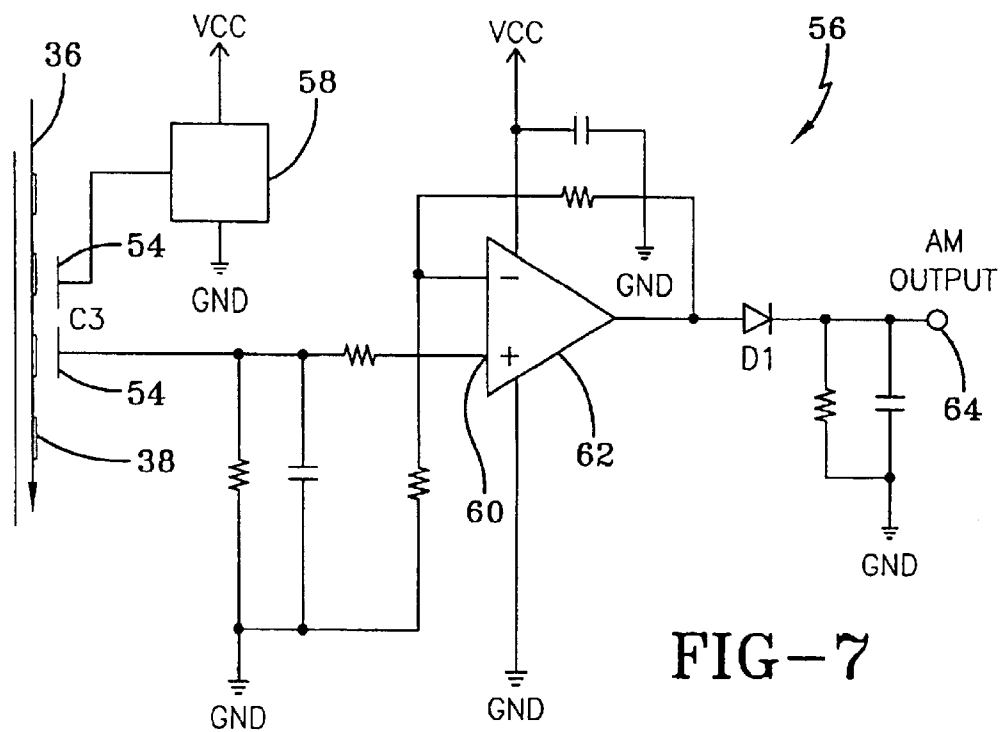 36
VCC
58
VCC
56
54
GND
GND
AM
OUTPUT
C3
−
+
D1
54
38
60
62
64
GND
GND
GND
FIG-7